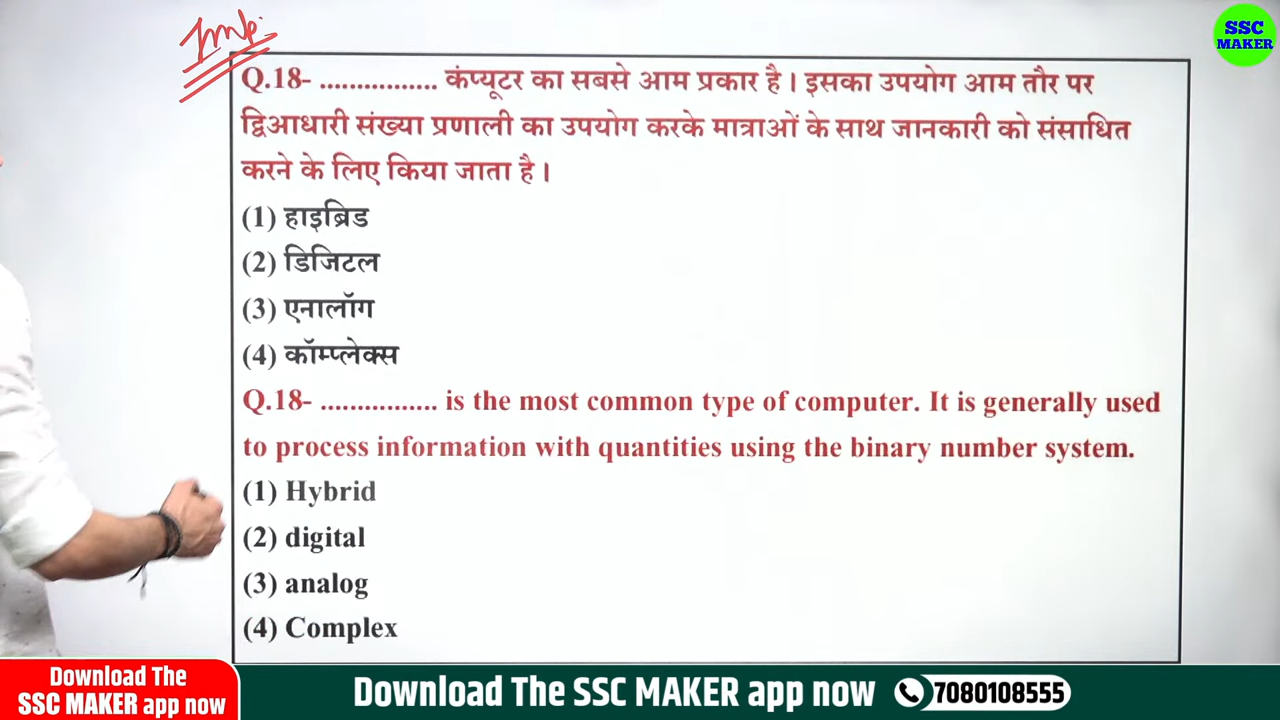 Imp.
SSC
MAKER
Q.18- ................ कंप्यूटर का सबसे आम प्रकार है। इसका उपयोग आम तौर पर
द्विआधारी संख्या प्रणाली का उपयोग करके मात्राओं के साथ जानकारी को संसाधित
करने के लिए किया जाता है।
(1) हाइब्रिड
(2) डिजिटल
(3) एनालॉग
(4) कॉम्प्लेक्स
Q.18- ................ is the most common type of computer. It is generally used
to process information with quantities using the binary number system.
(1) Hybrid
(2) digital
(3) analog
(4) Complex
Download The
SSC MAKER app now
Download The SSC MAKER app now
7080108555